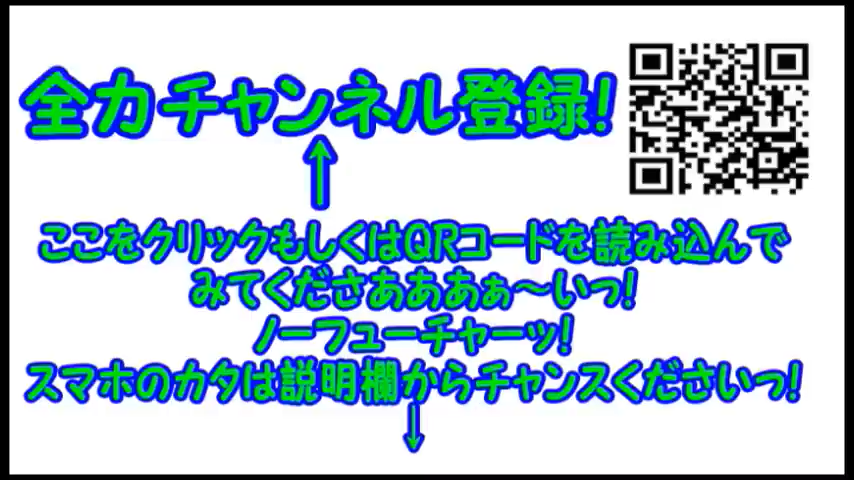 全力チャンネル登録!
↑
ここをクリックもしくはQRコードを読み込んで
みてくださあああぁ～いっ!
ノーフューチャーッ!
スマホのカタは説明欄からチャンスくださいっ!
↓